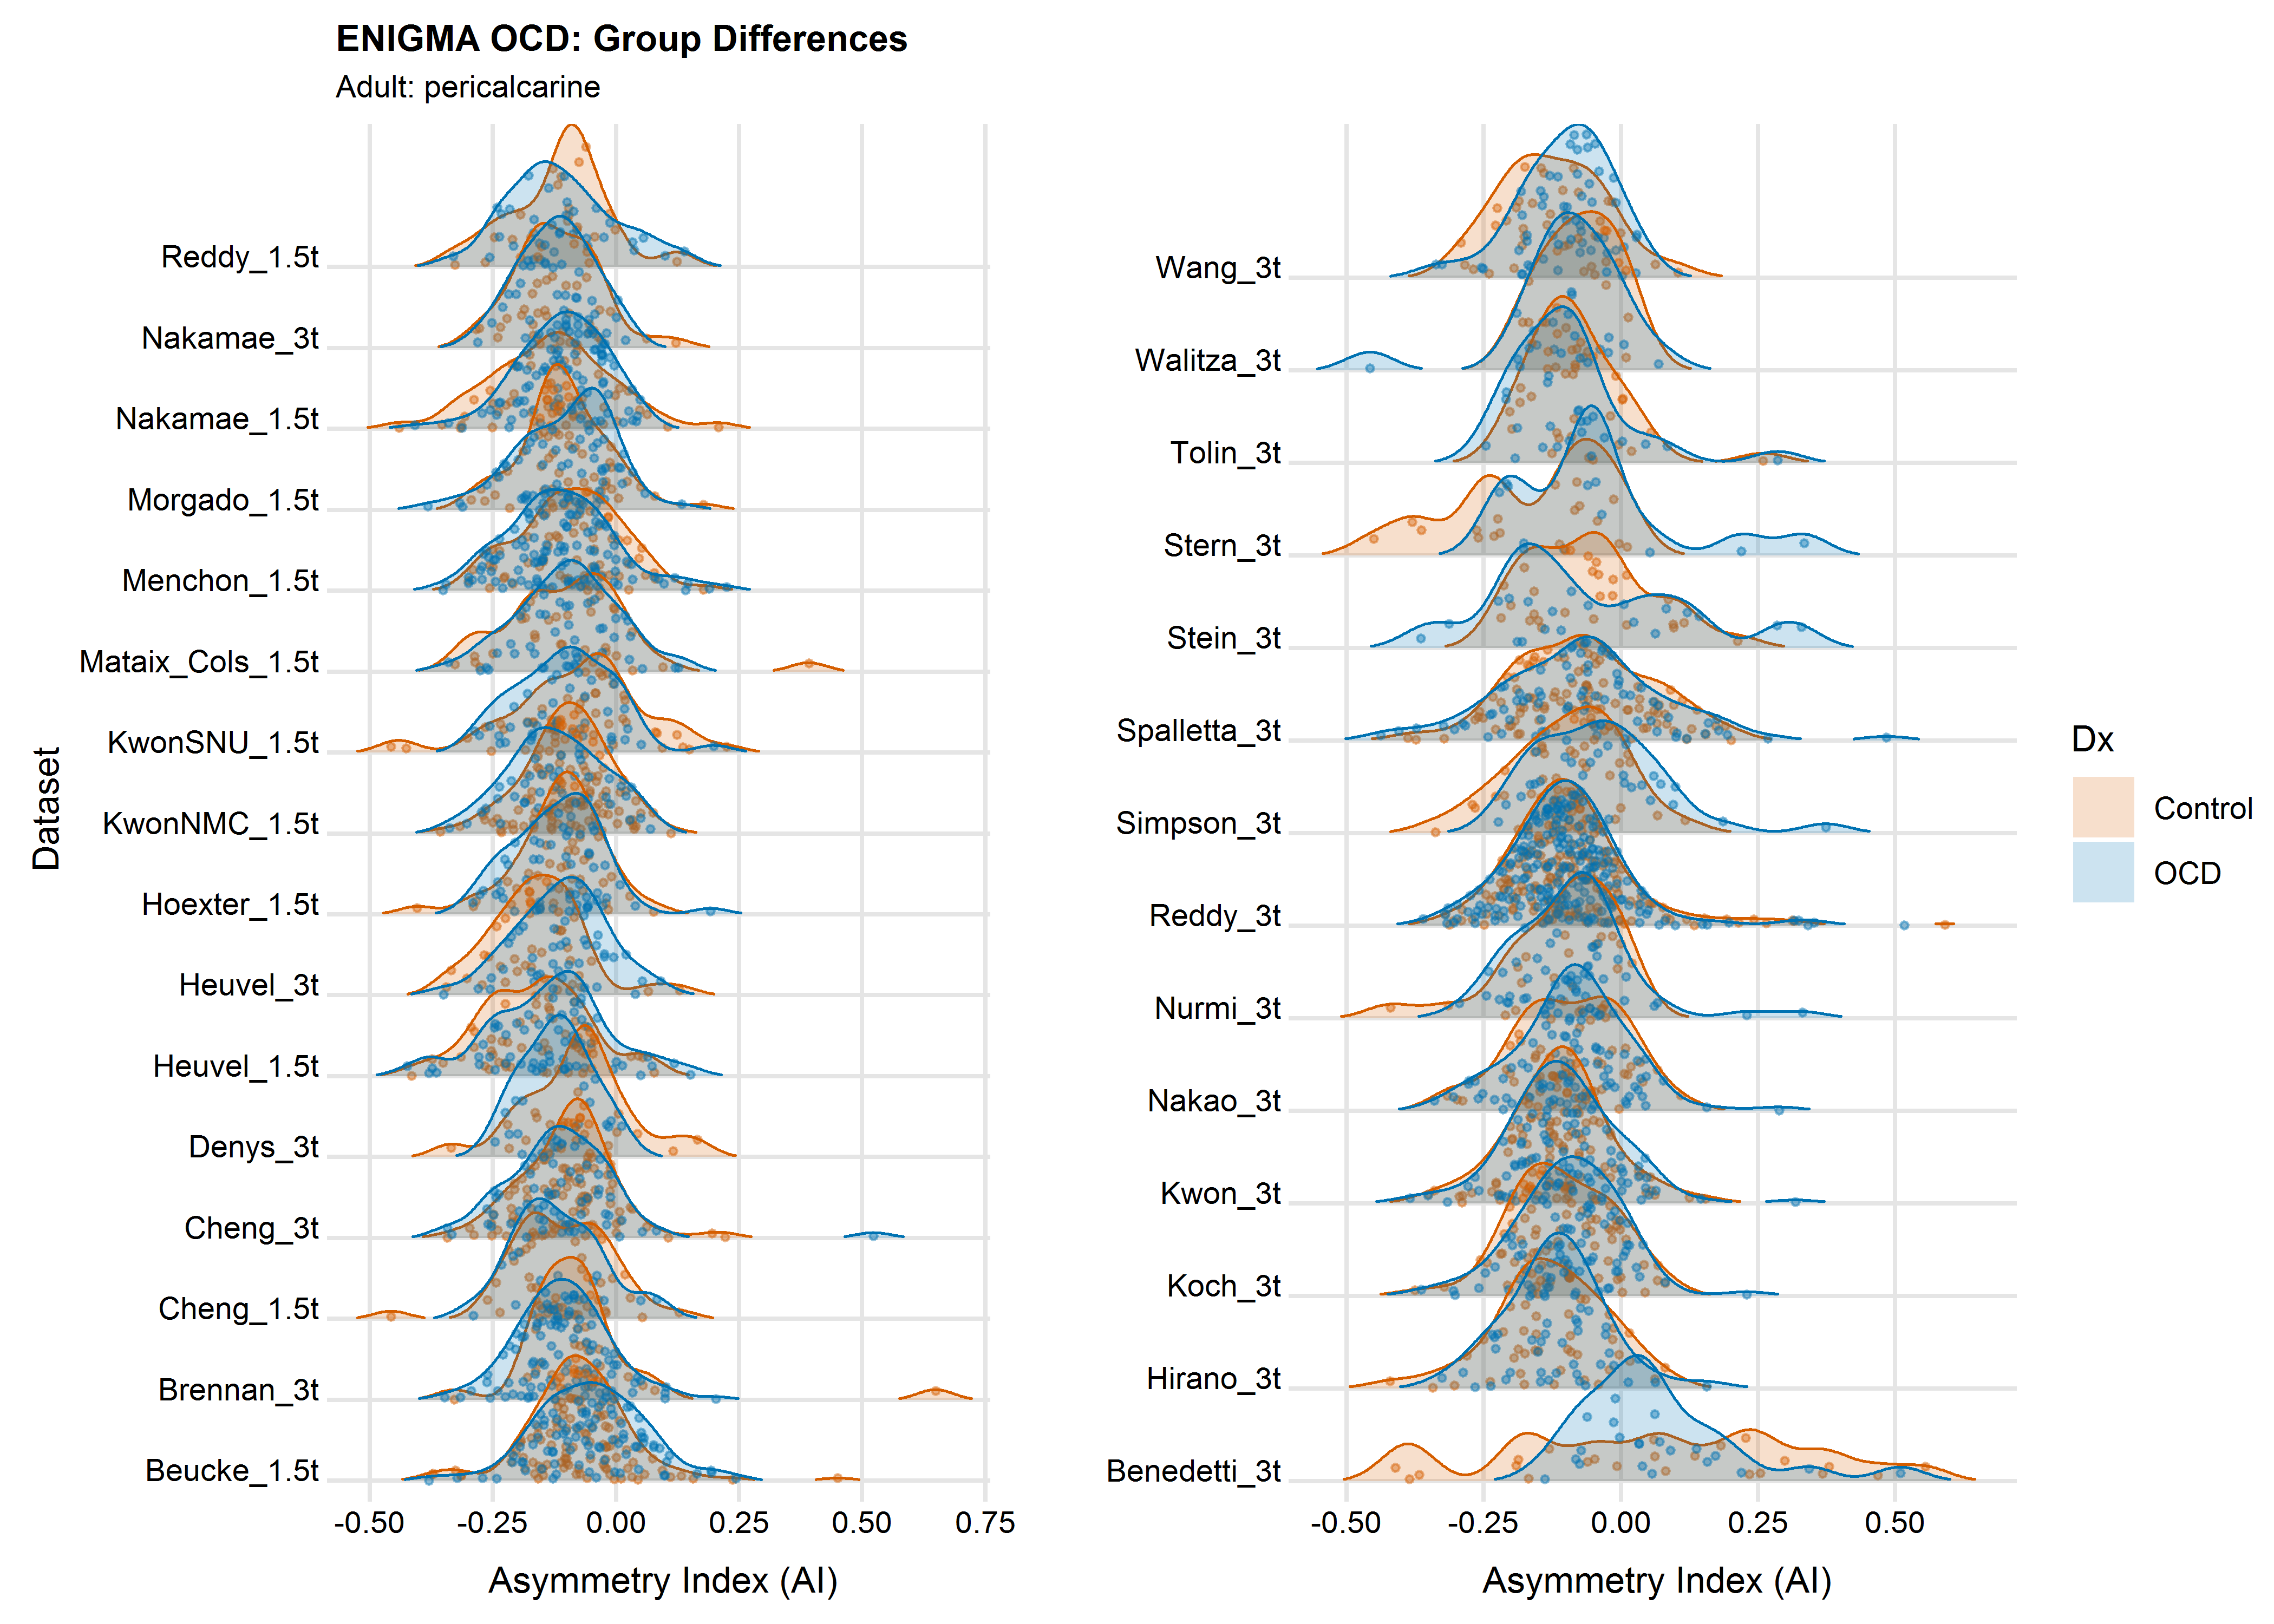 ENIGMA OCD: Group Differences
Adult: pericalcarine
Dataset
Reddy_1.5t
Nakamae_3t
Nakamae_1.5t
Morgado_1.5t
Menchon_1.5t
Mataix_Cols_1.5t
KwonSNU_1.5t
KwonNMC_1.5t
Hoexter_1.5t
Heuvel_3t
Heuvel_1.5t
Denys_3t
Cheng_3t
Cheng_1.5t
Brennan_3t
Beucke_1.5t
-0.50 -0.25 0.00 0.25 0.50 0.75
Asymmetry Index (AI)
Wang_3t
Walitza_3t
Tolin_3t
Stern_3t
Stein_3t
Spalletta_3t
Simpson_3t
Reddy_3t
Nurmi_3t
Nakao_3t
Kwon_3t
Koch_3t
Hirano_3t
Benedetti_3t
-0.50 -0.25 0.00 0.25 0.50
Asymmetry Index (AI)
Dx
Control
OCD